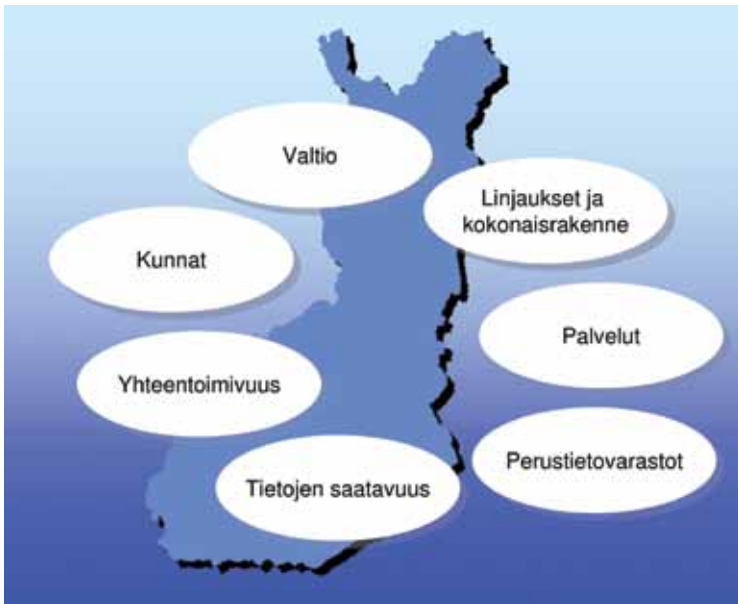 Valtio
Linjaukset ja
kokonaisrakenne
Kunnat
Palvelut
Yhteentoimivuus
Perustietovarastot
Tietojen saatavuus